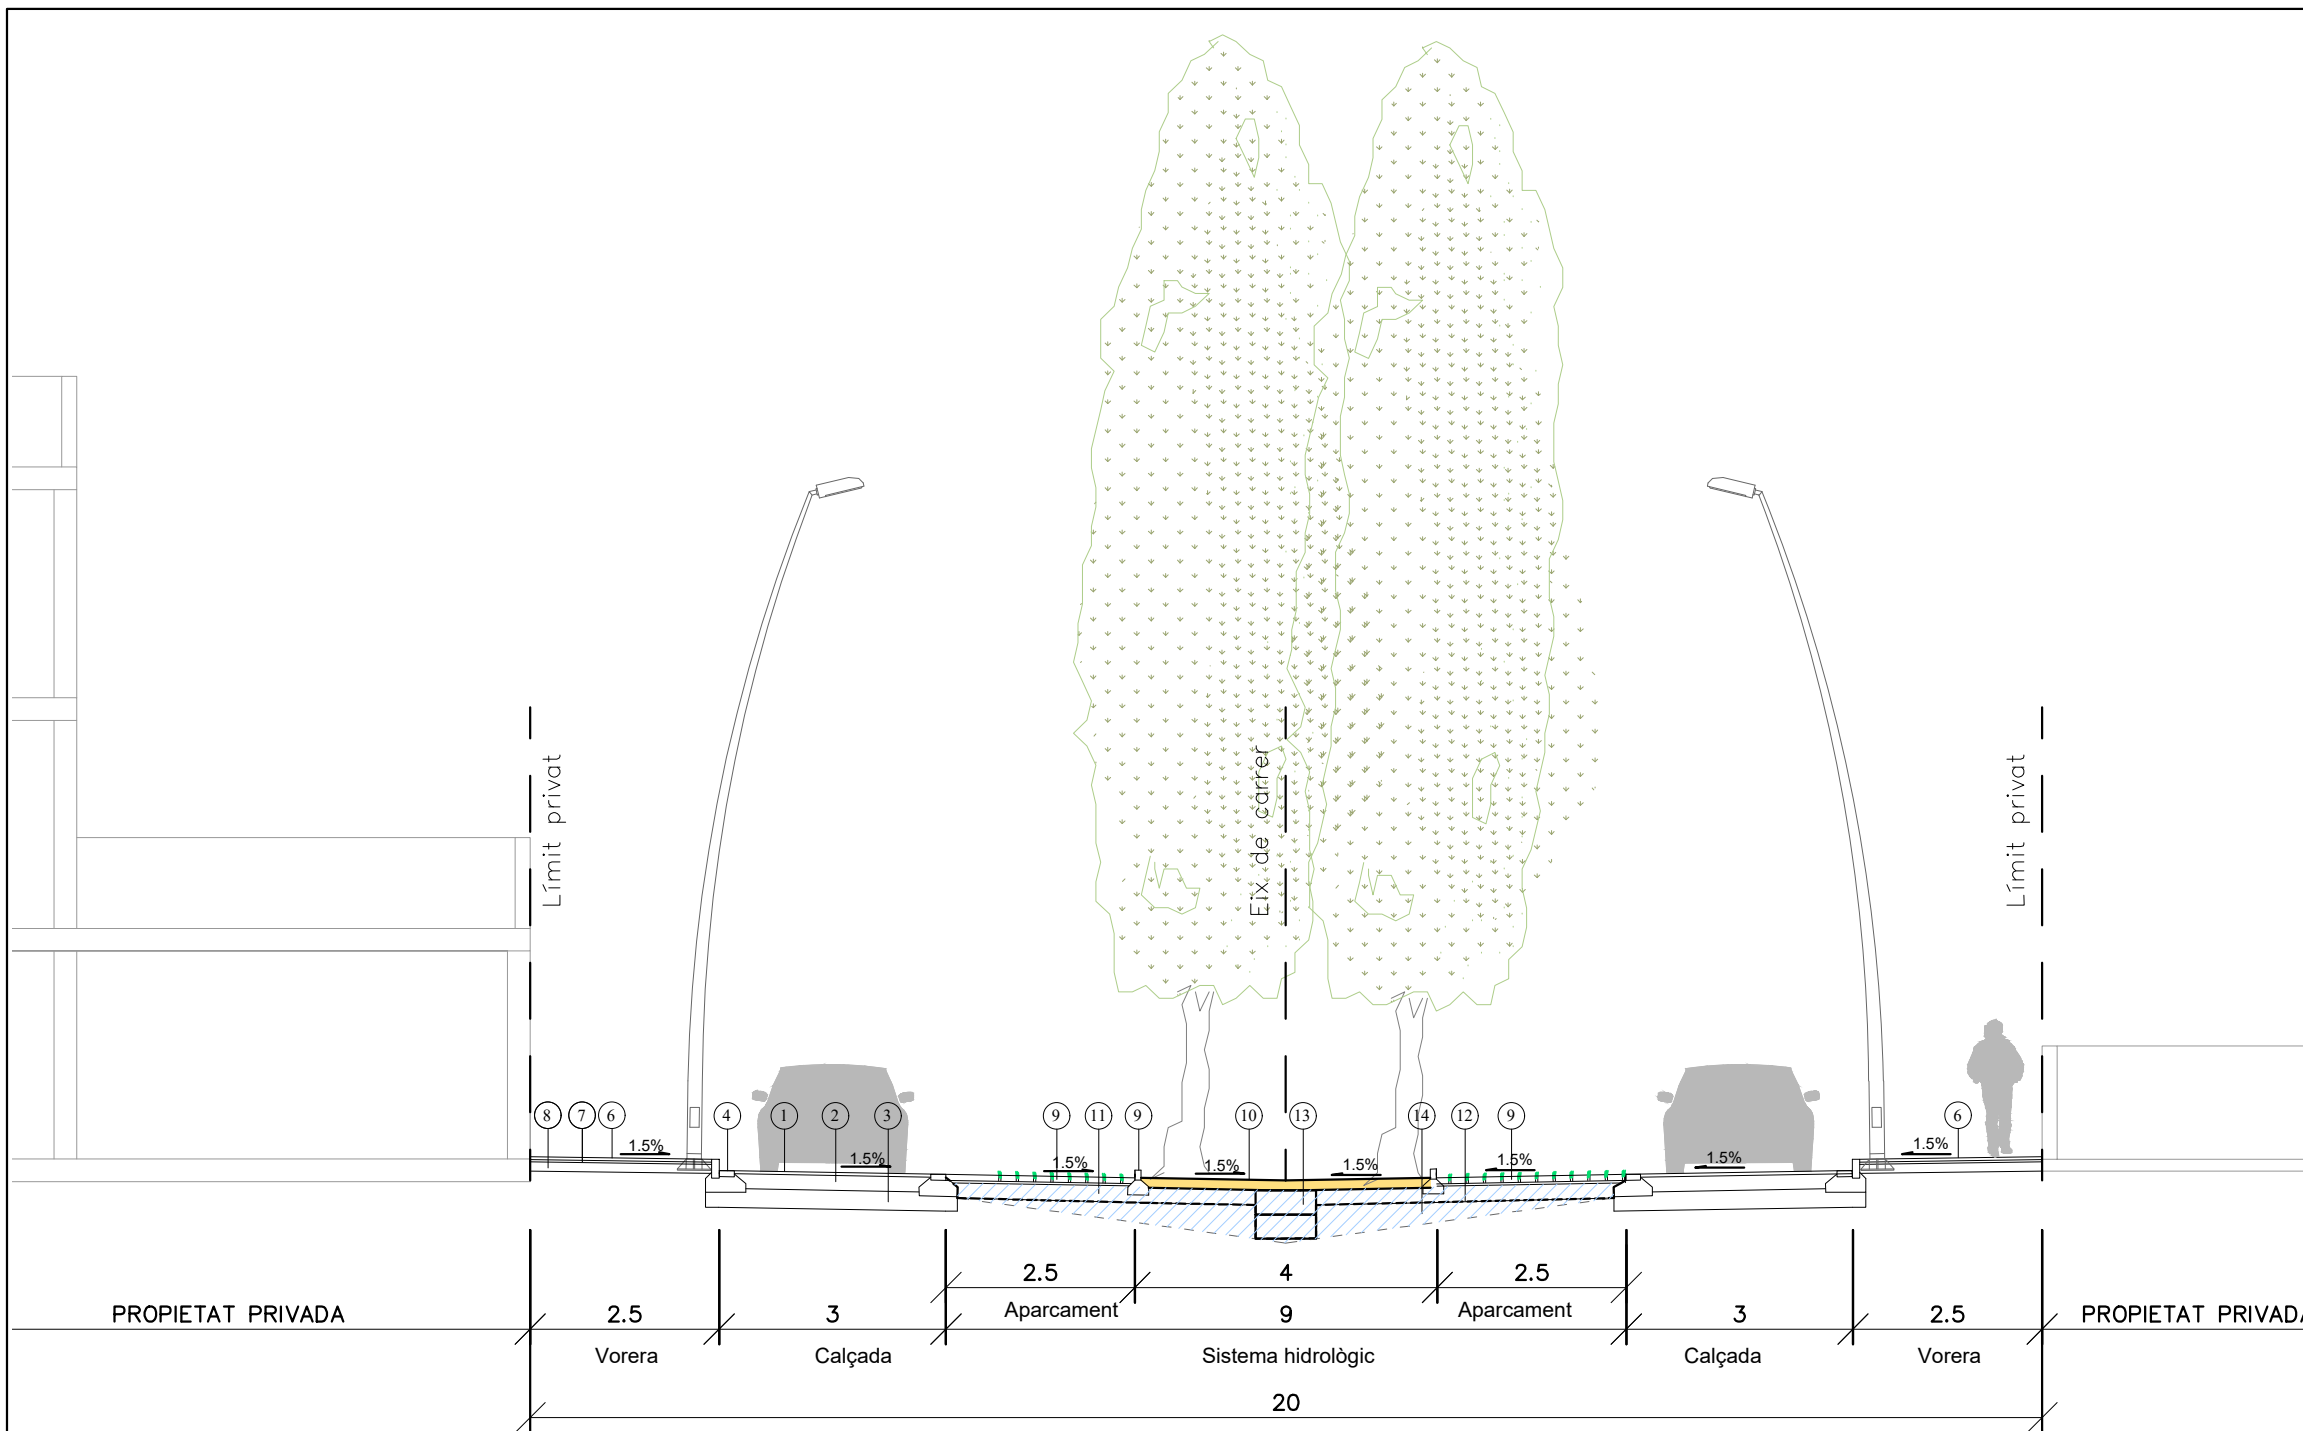 Límit privat
Eix de carrer
Límit privat
8 7 6 4 1 2 3 9 11 9 10 13 14 12 9 6
1.5% 1.5% 1.5% 1.5% 1.5% 1.5% 1.5% 1.5%
2.5 4 2.5
Aparcament Aparcament
PROPIETAT PRIVADA 2.5 3 9 3 2.5 PROPIETAT PRIVADA
Vorera Calçada Sistema hidrològic Calçada Vorera
20